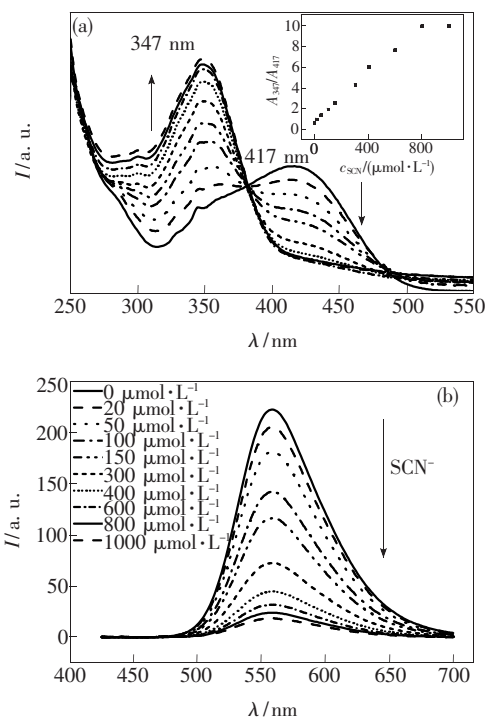 (a)
347 nm
417 nm
I/a. u.
250 300 350 400 450 500 550
λ/nm
A347/A417
10
8
6
4
2
0
0 400 800
cSCN/(μmol·L⁻¹)
(b)
I/a. u.
250
200
150
100
50
0
0 μmol·L⁻¹
20 μmol·L⁻¹
50 μmol·L⁻¹
100 μmol·L⁻¹
150 μmol·L⁻¹
300 μmol·L⁻¹
400 μmol·L⁻¹
600 μmol·L⁻¹
800 μmol·L⁻¹
1000 μmol·L⁻¹
SCN⁻
400 450 500 550 600 650 700
λ/nm